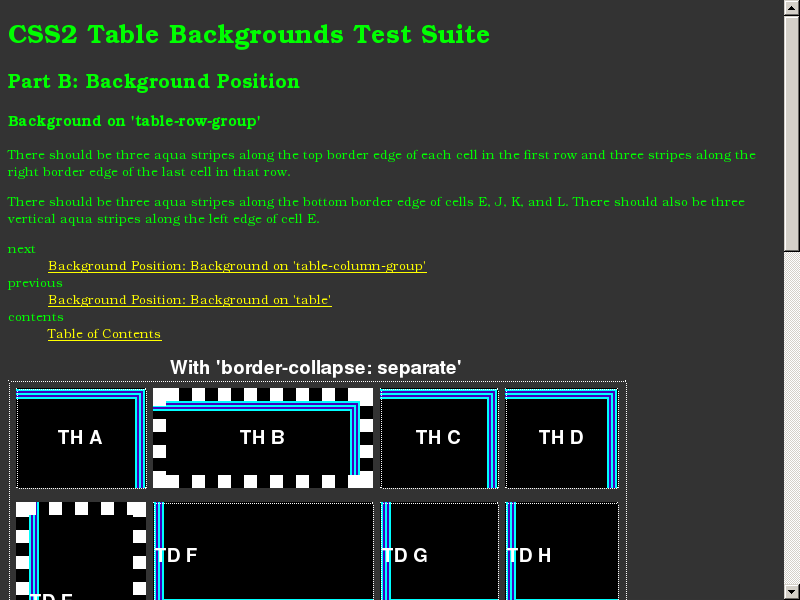 CSS2 Table Backgrounds Test Suite
Part B: Background Position
Background on 'table-row-group'
There should be three aqua stripes along the top border edge of each cell in the first row and three stripes along the
right border edge of the last cell in that row.
There should be three aqua stripes along the bottom border edge of cells E, J, K, and L. There should also be three
vertical aqua stripes along the left edge of cell E.
next
Background Position: Background on 'table-column-group'
previous
Background Position: Background on 'table'
contents
Table of Contents
With 'border-collapse: separate'
TH A TH B TH C TH D
TD F TD G TD H
TD E